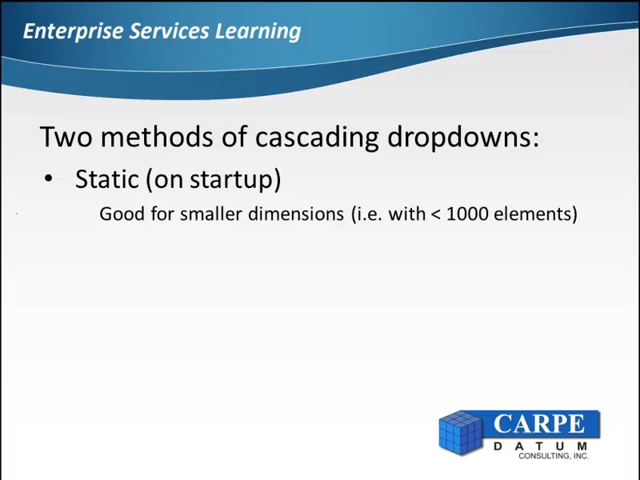 Enterprise Services Learning
Two methods of cascading dropdowns:
• Static (on startup)
Good for smaller dimensions (i.e. with < 1000 elements)
CARPE
DATUM
CONSULTING, INC.